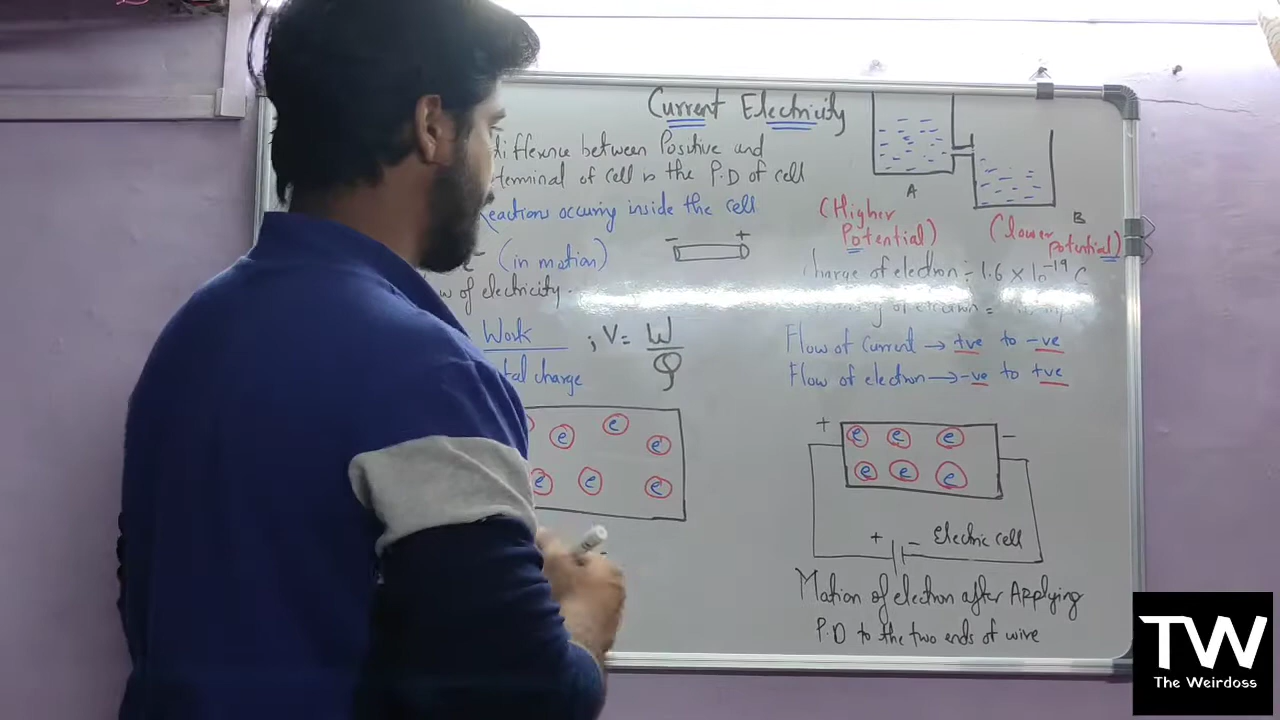 Current Electricity
difference between Positive and
terminal of cell is the P.D of cell
Reactions occuring inside the cell
e- (in motion)
- +
of electricity.
Work ; V = W
Q
tal charge
A
B
(Higher
Potential)
(lower
potential)
Charge of electron = 1.6 × 10-19 C
of electron =
Flow of Current → +ve to -ve
Flow of electron → -ve to +ve
e e e
e e e
+ e e e -
e e e
+ - Electric cell
Motion of electron after Applying
P.D to the two ends of wire
TW
The Weirdoss